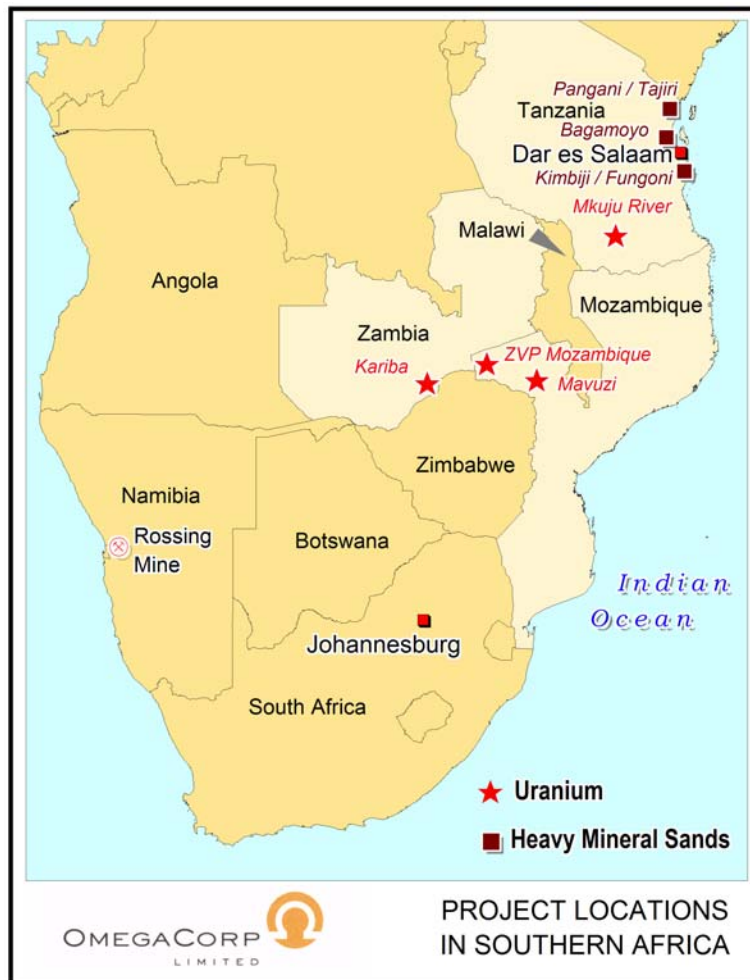 Pangani / Tajiri
Tanzania
Bagamoyo
Dar es Salaam
Kimbiji / Fungoni
Mkuju River
Malawi
Angola
Mozambique
Zambia
ZVP Mozambique
Kariba
Mavuzi
Zimbabwe
Namibia
Rossing
Mine
Botswana
Indian
Ocean
Johannesburg
South Africa
Uranium
Heavy Mineral Sands
OMEGACORP
LIMITED
PROJECT LOCATIONS
IN SOUTHERN AFRICA